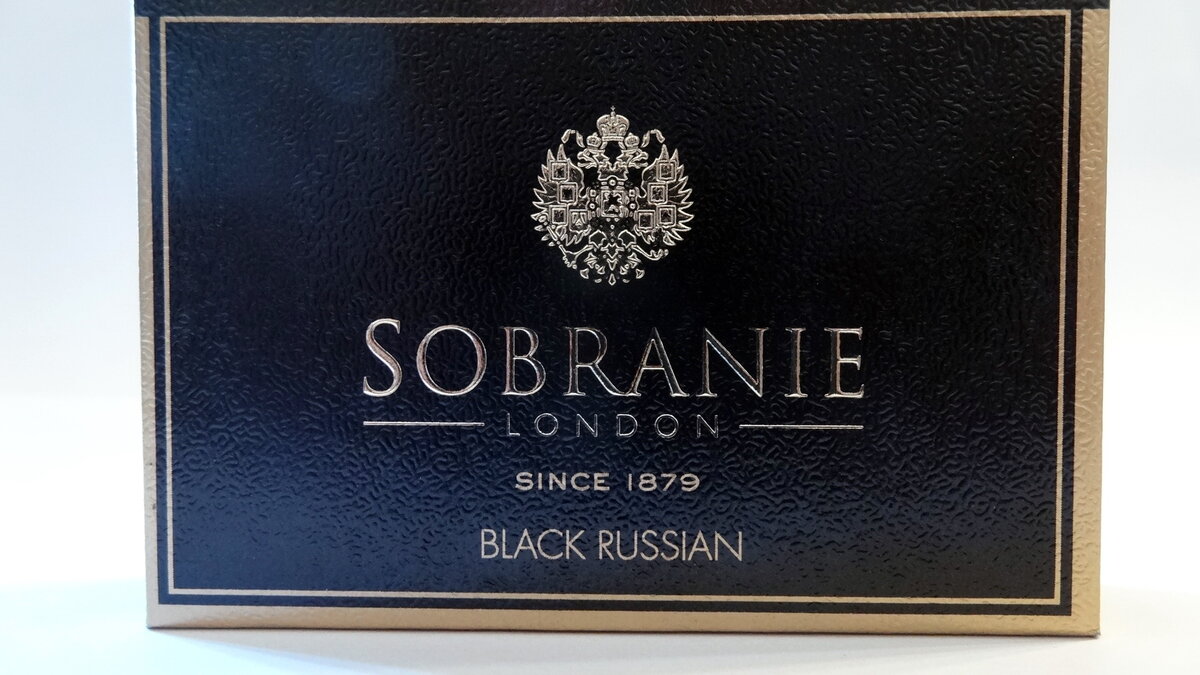 SOBRANIE
LONDON
SINCE 1879
BLACK RUSSIAN